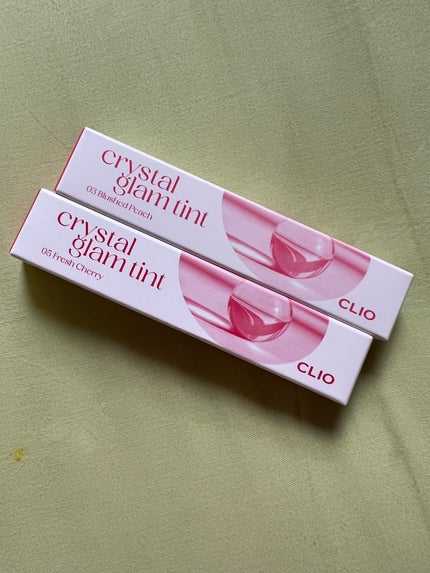 crystal
glam tint
03 Blushed Peach
CLIO
crystal
glam tint
05 Fresh Cherry
CLIO